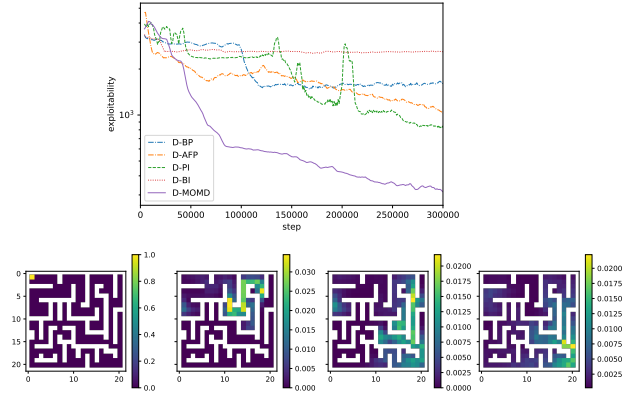 exploitability
10³
D-BP
D-AFP
D-PI
D-BI
D-MOMD
0 50000 100000 150000 200000 250000 300000
step
0 5 10 15 20
0 10 20
1.0 0.8 0.6 0.4 0.2 0.0
0 10 20
0.030 0.025 0.020 0.015 0.010 0.005 0.000
0 10 20
0.0200 0.0175 0.0150 0.0125 0.0100 0.0075 0.0050 0.0025 0.0000
0 10 20
0.0200 0.0175 0.0150 0.0125 0.0100 0.0075 0.0050 0.0025